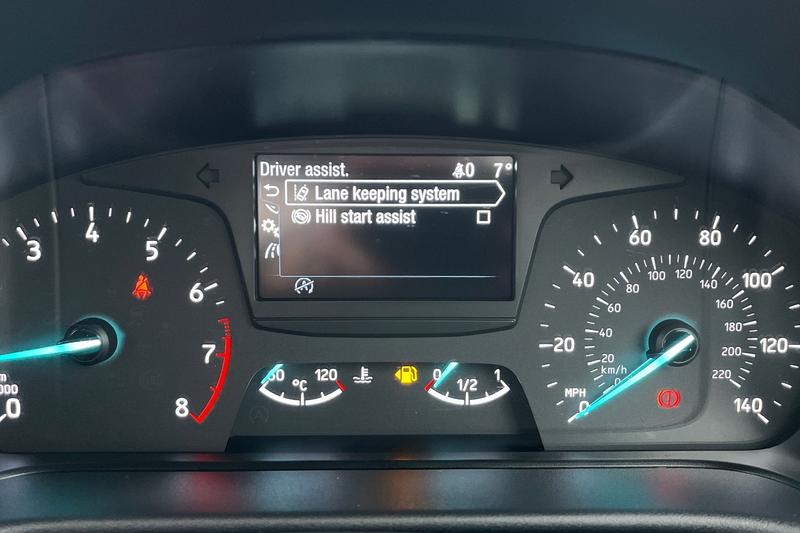 Driver assist. 0 7°
Lane keeping system
Hill start assist
3 4 5 6 7 8
0
60 °C 120
0 1/2 1
0 20 40 60 80 100 120 140
MPH
20 40 60 80 100 120 140 160 180 200 220
km/h